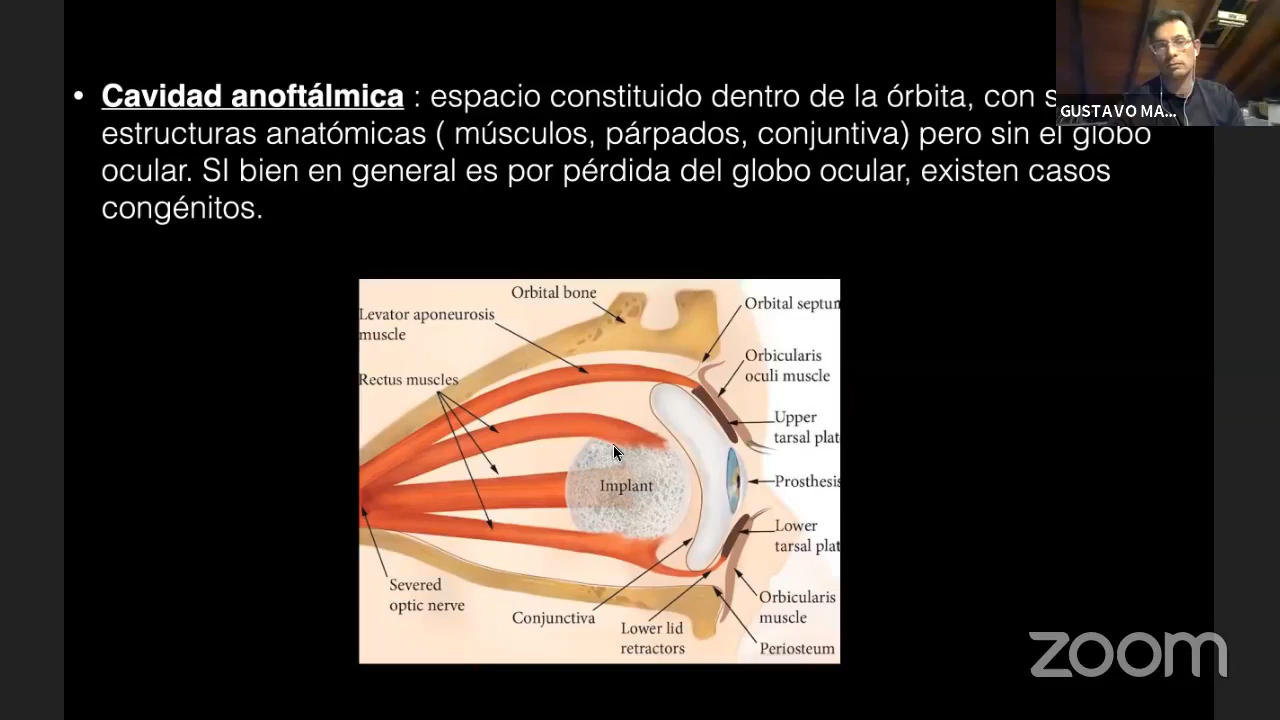 • Cavidad anoftálmica : espacio constituido dentro de la órbita, con s
estructuras anatómicas ( músculos, párpados, conjuntiva) pero sin el globo
ocular. SI bien en general es por pérdida del globo ocular, existen casos
congénitos.
GUSTAVO MA...
Orbital bone
Levator aponeurosis
muscle
Rectus muscles
Orbital septum
Orbicularis
oculi muscle
Upper
tarsal plat
Implant
Prosthesis
Lower
tarsal plat
Severed
optic nerve
Conjunctiva
Lower lid
retractors
Orbicularis
muscle
Periosteum
zoom